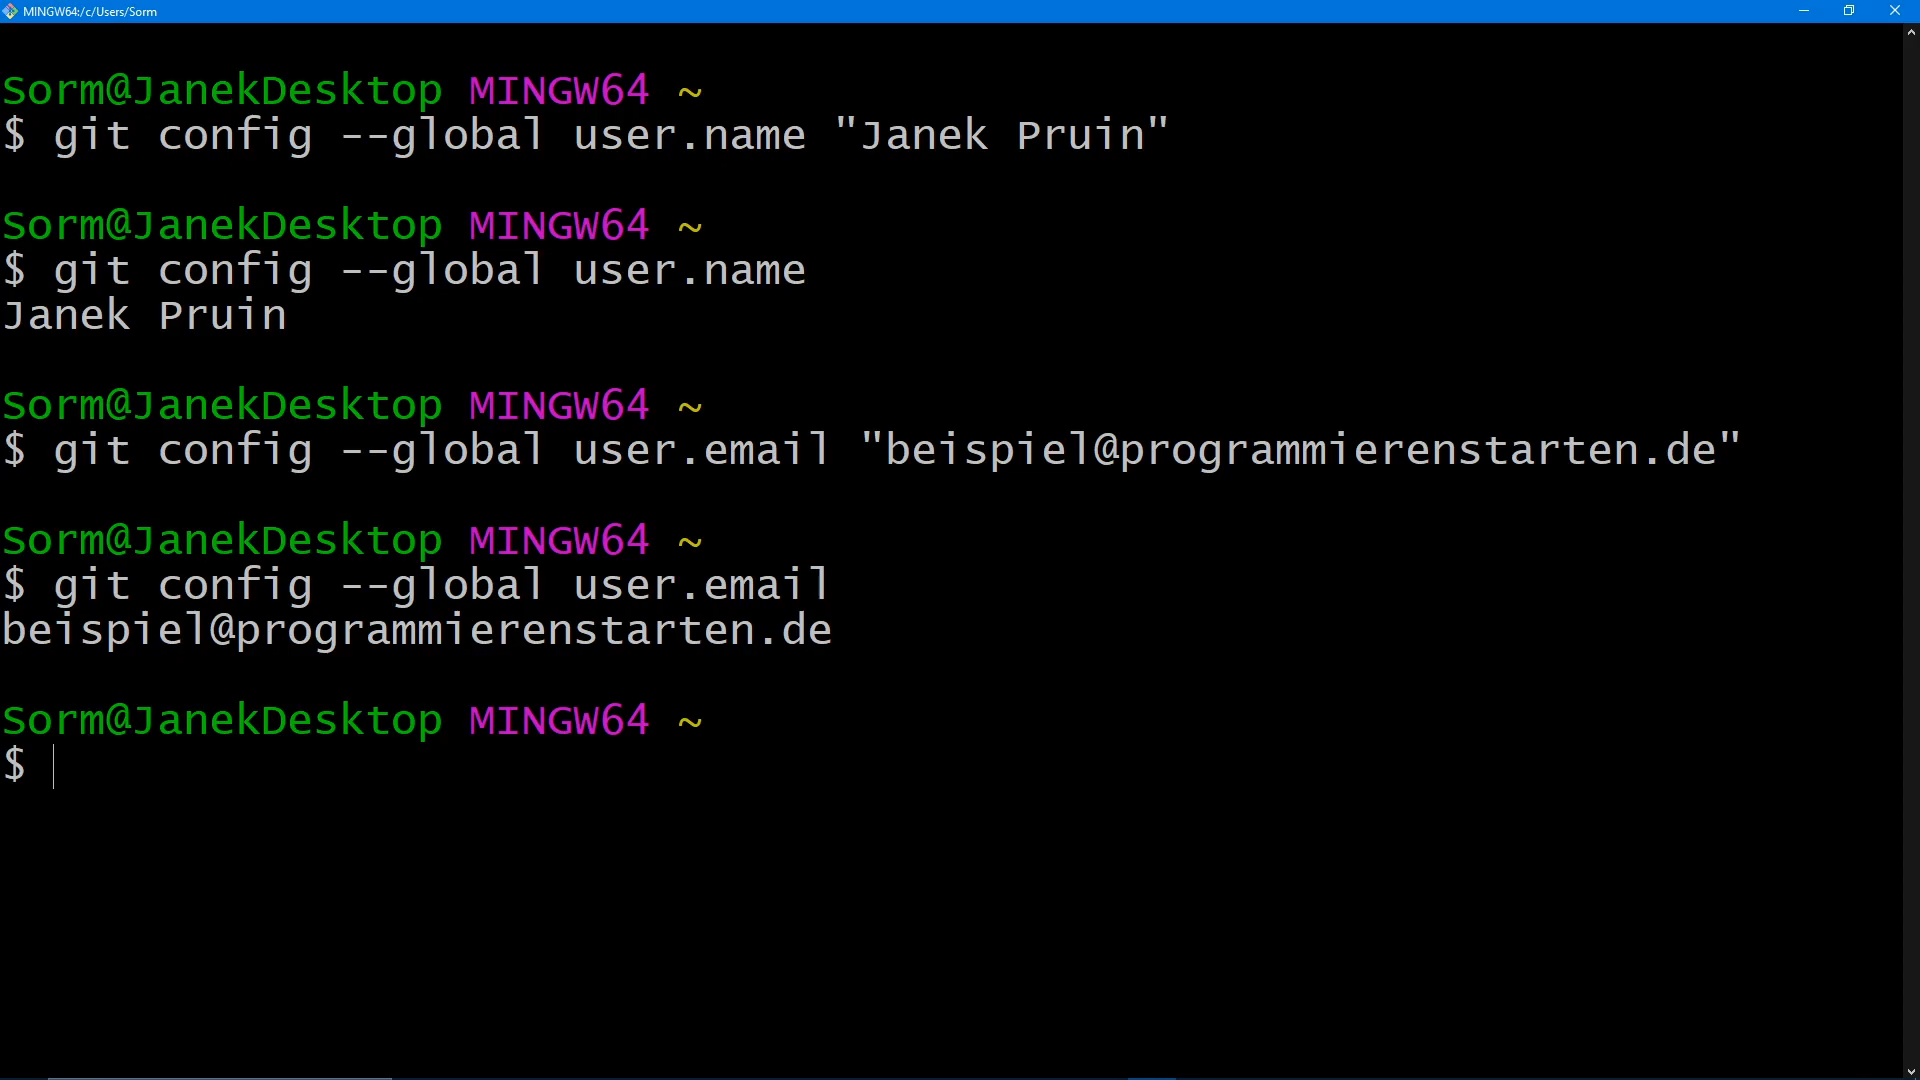 MINGW64:/c/Users/Sorm
Sorm@JanekDesktop MINGW64 ~
$ git config --global user.name "Janek Pruin"
Sorm@JanekDesktop MINGW64 ~
$ git config --global user.name
Janek Pruin
Sorm@JanekDesktop MINGW64 ~
$ git config --global user.email "beispiel@programmierenstarten.de"
Sorm@JanekDesktop MINGW64 ~
$ git config --global user.email
beispiel@programmierenstarten.de
Sorm@JanekDesktop MINGW64 ~
$